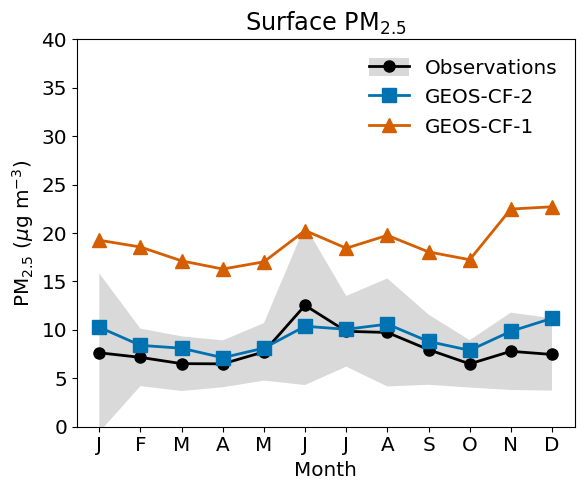 Surface PM₂.₅
Observations
GEOS-CF-2
GEOS-CF-1
PM₂.₅ (μg m⁻³)
40
35
30
25
20
15
10
5
0
J F M A M J J A S O N D
Month